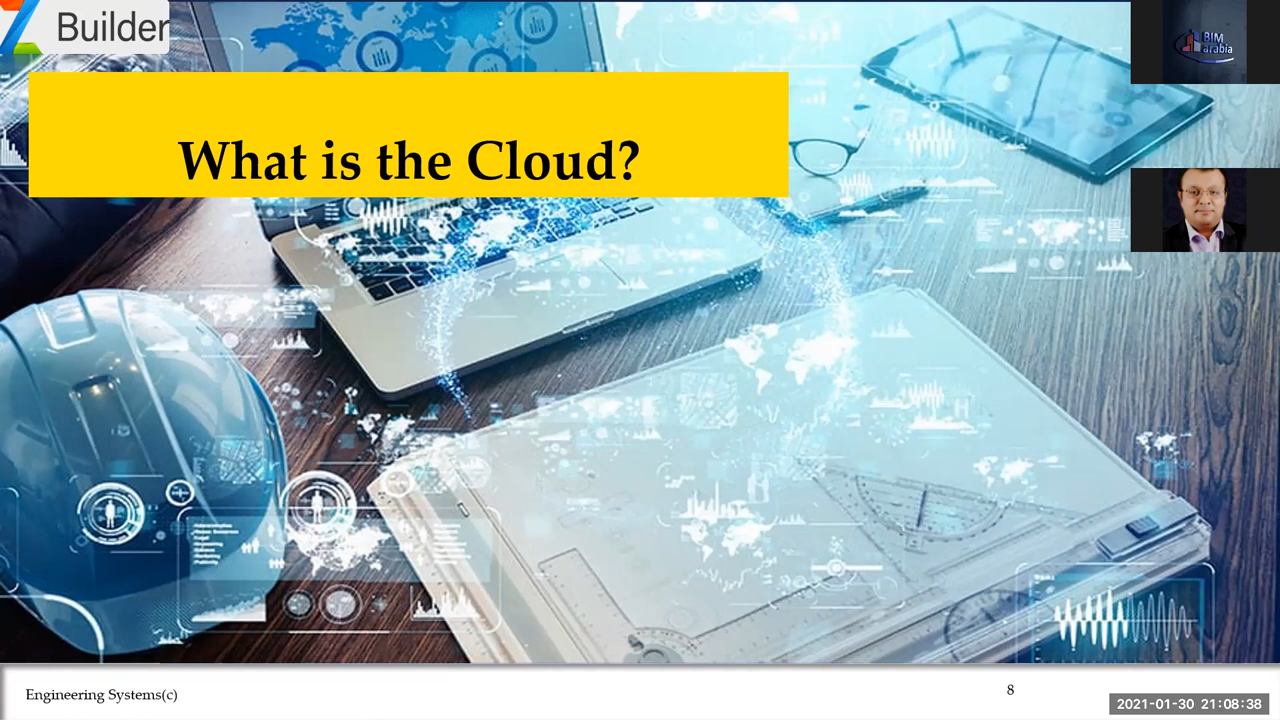 Builder
What is the Cloud?
BIM
arabia
Engineering Systems(c)
8
2021-01-30 21:08:38